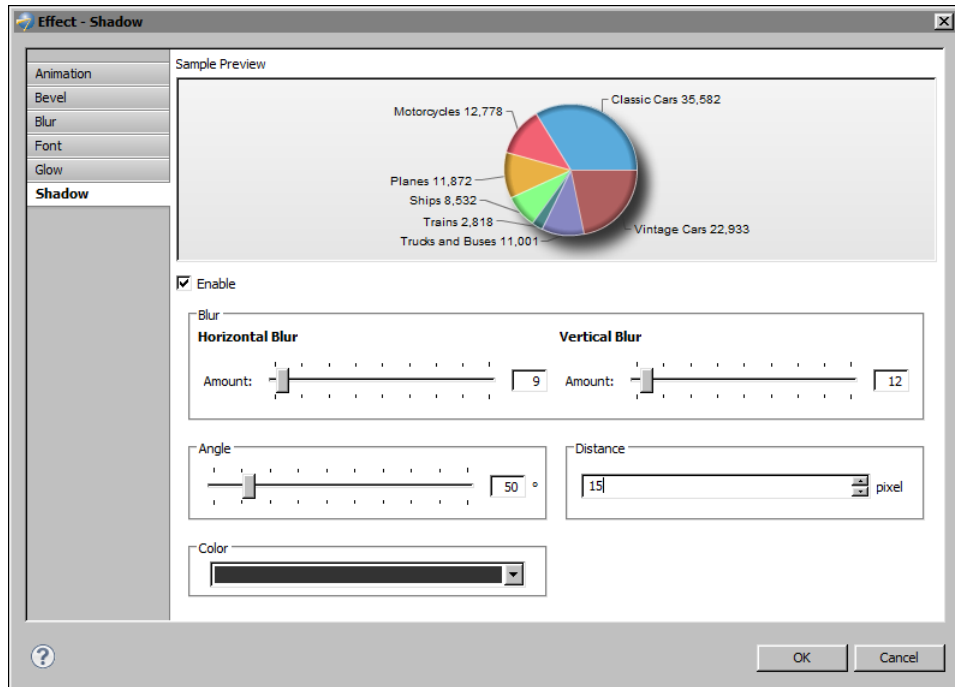 Effect - Shadow
Animation
Bevel
Blur
Font
Glow
Shadow
Sample Preview
Classic Cars 35,582
Motorcycles 12,778
Planes 11,872
Ships 8,532
Trains 2,818
Trucks and Buses 11,001
Vintage Cars 22,933
Enable
Blur
Horizontal Blur
Vertical Blur
Amount: 9
Amount: 12
Angle
Distance
50 °
15 pixel
Color
?
OK
Cancel